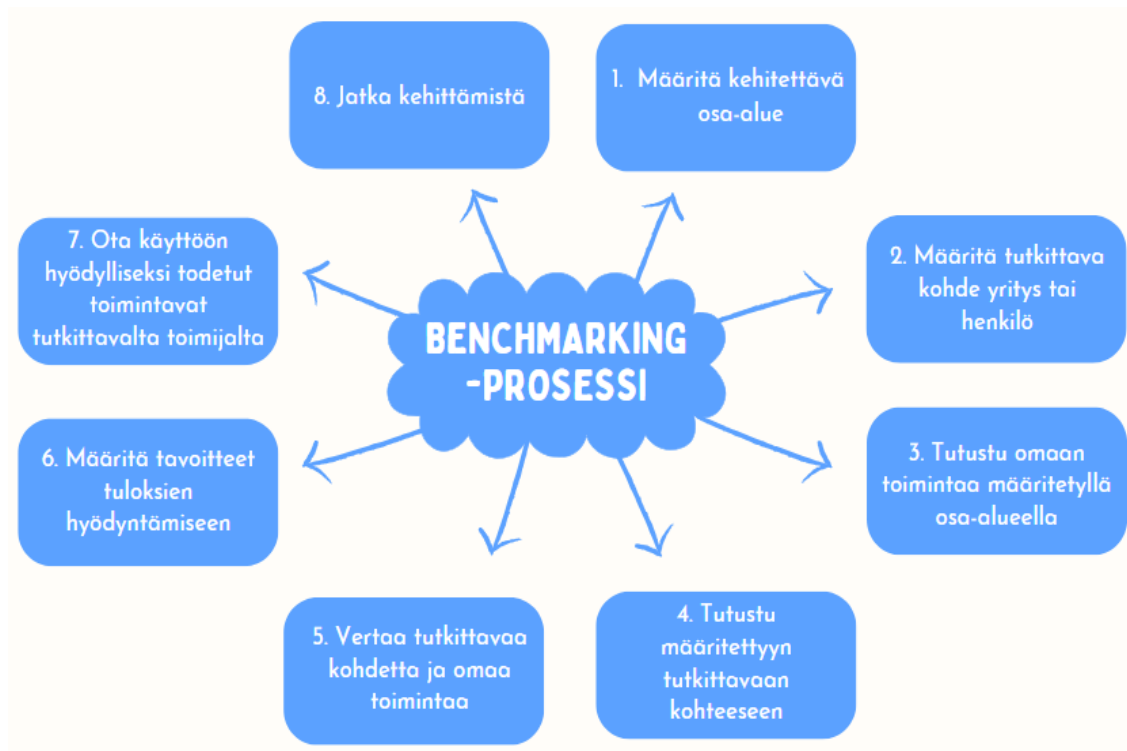 BENCHMARKING
-PROSESSI
1. Määritä kehitettävä
osa-alue
2. Määritä tutkittava
kohde yritys tai
henkilö
3. Tutustu omaan
toimintaa määritetyllä
osa-alueella
4. Tutustu
määritettyyn
tutkittavaan
kohteeseen
5. Vertaa tutkittavaa
kohdetta ja omaa
toimintaa
6. Määritä tavoitteet
tuloksien
hyödyntämiseen
7. Ota käyttöön
hyödylliseksi todetut
toimintavat
tutkittavalta toimijalta
8. Jatka kehittämistä